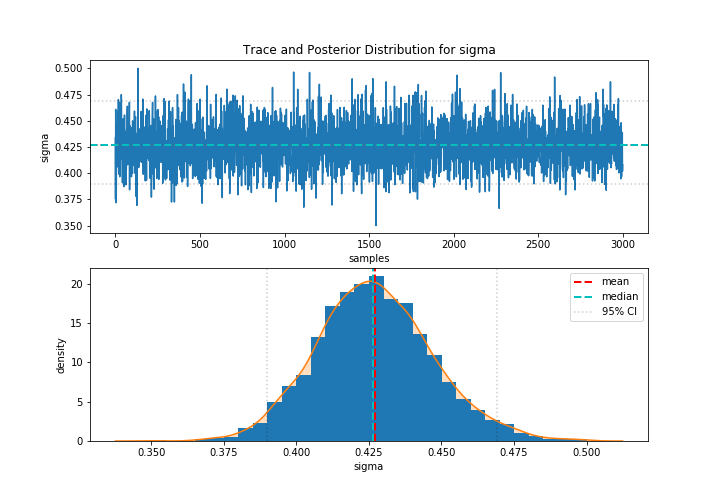 Trace and Posterior Distribution for sigma
0.500
0.475
0.450
0.425
0.400
0.375
0.350
sigma
0 500 1000 1500 2000 2500 3000
samples
20
15
10
5
0
density
mean
median
95% CI
0.350 0.375 0.400 0.425 0.450 0.475 0.500
sigma